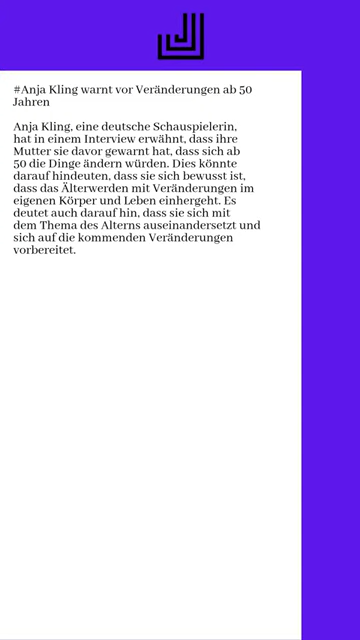 #Anja Kling warnt vor Veränderungen ab 50
Jahren
Anja Kling, eine deutsche Schauspielerin,
hat in einem Interview erwähnt, dass ihre
Mutter sie davor gewarnt hat, dass sich ab
50 die Dinge ändern würden. Dies könnte
darauf hindeuten, dass sie sich bewusst ist,
dass das Älterwerden mit Veränderungen im
eigenen Körper und Leben einhergeht. Es
deutet auch darauf hin, dass sie sich mit
dem Thema des Alterns auseinandersetzt und
sich auf die kommenden Veränderungen
vorbereitet.